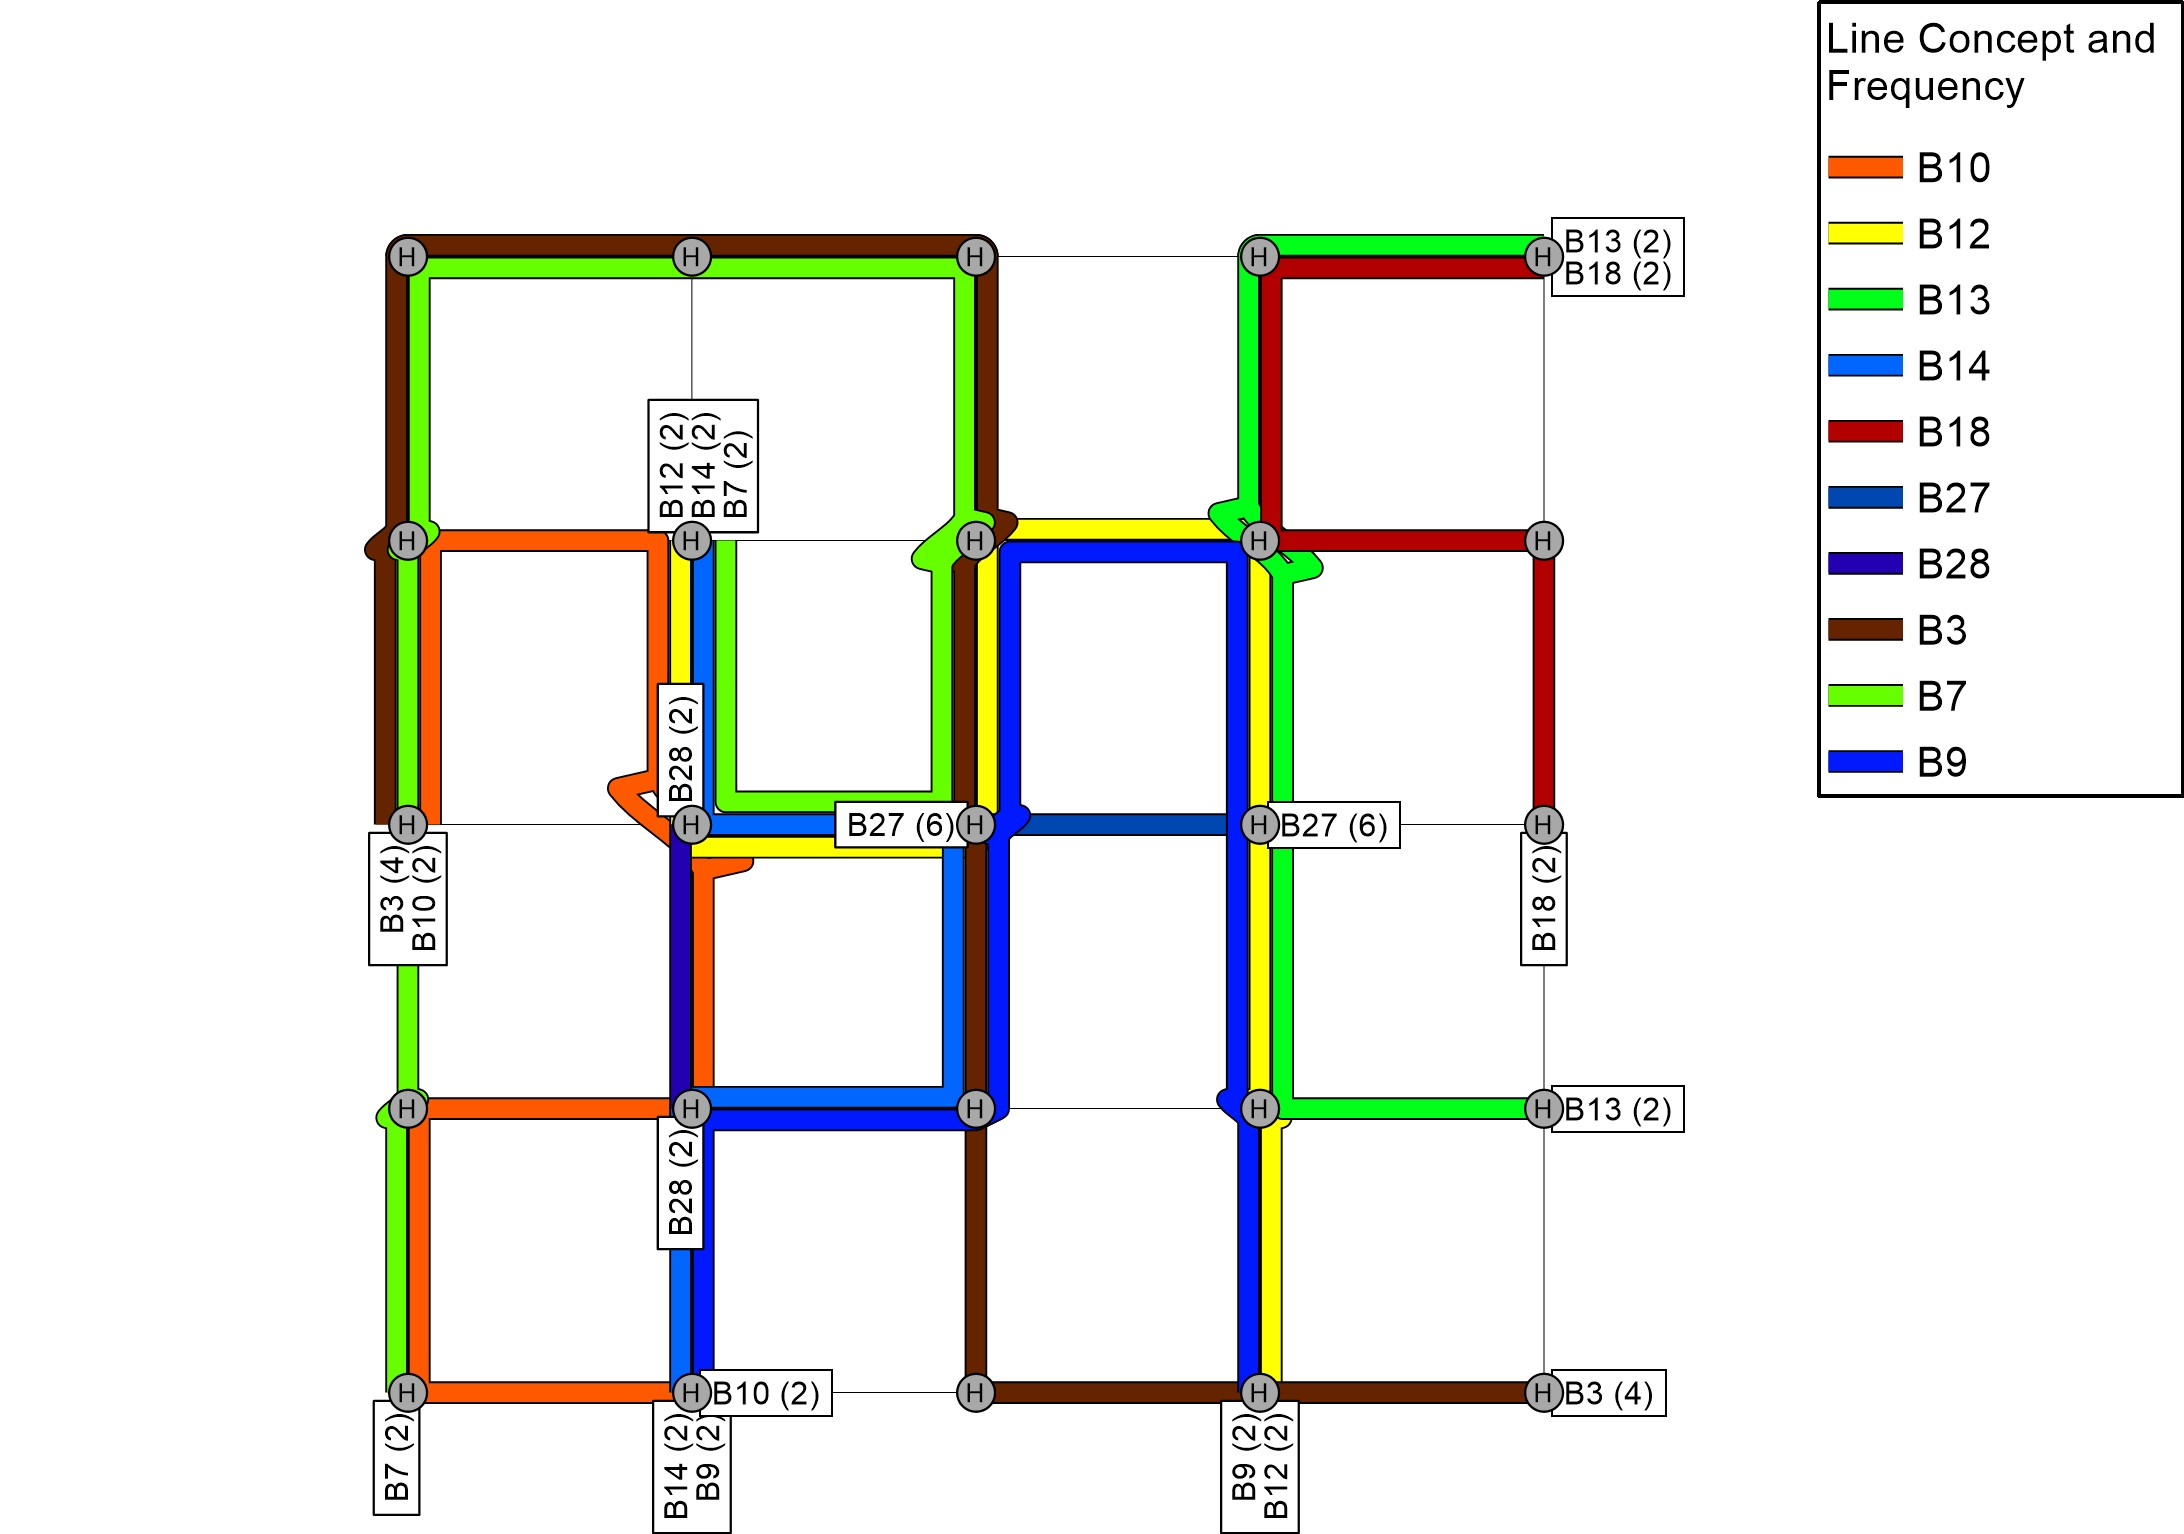 Line Concept and
Frequency
B10
B12
B13
B14
B18
B27
B28
B3
B7
B9
H
H
H
H
H
B13 (2)
B18 (2)
B12 (2)
B14 (2)
B7 (2)
H
H
H
H
H
B28 (2)
H
H
B27 (6)
H
H
B27 (6)
H
B3 (4)
B10 (2)
B18 (2)
H
H
H
H
H
B13 (2)
B28 (2)
H
H
B10 (2)
H
H
H
B3 (4)
B7 (2)
B14 (2)
B9 (2)
B9 (2)
B12 (2)